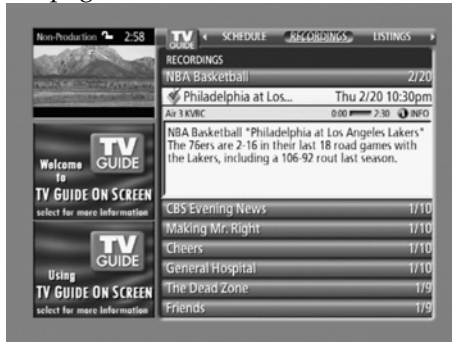 Non-Production 2:58
TV GUIDE SCHEDULE RECORDINGS LISTINGS
RECORDINGS
NBA Basketball 2/20
Philadelphia at Los... Thu 2/20 10:30pm
Air 3 KVBC 0:00 2:30 INFO
NBA Basketball "Philadelphia at Los Angeles Lakers"
The 76ers are 2-16 in their last 18 road games with
the Lakers, including a 106-92 rout last season.
CBS Evening News 1/10
Making Mr. Right 1/10
Cheers 1/10
General Hospital 1/10
The Dead Zone 1/9
Friends 1/9
TV
GUIDE
Welcome
to
TV GUIDE ON SCREEN
select for more Information
TV
GUIDE
Using
TV GUIDE ON SCREEN
select for more Information